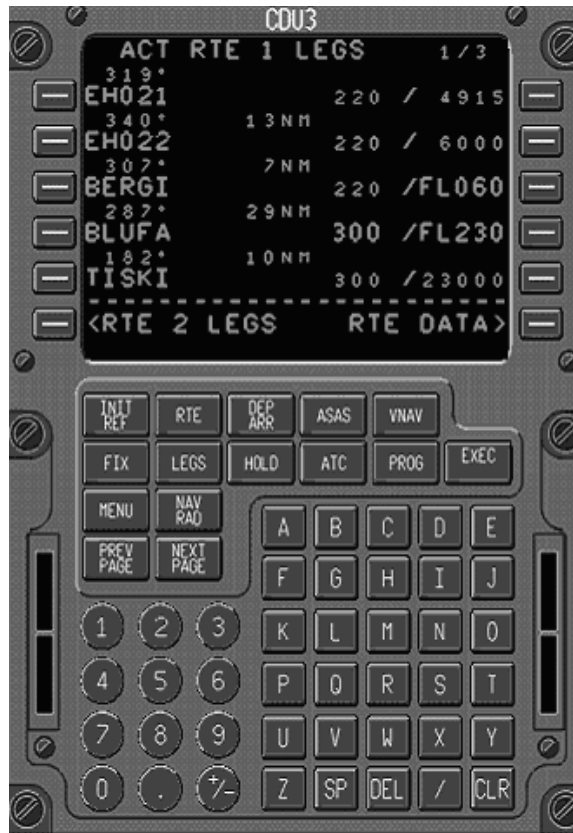 CDU3
ACT RTE 1 LEGS 1/3
319°
EH021 220 / 4915
340° 13NM
EH022 220 / 6000
307° 7NM
BERGI 220 /FL060
287° 29NM
BLUFA 300 /FL230
182° 10NM
TISKI 300 /23000
<RTE 2 LEGS RTE DATA>
INIT REF RTE DEP ARR ASAS VNAV
FIX LEGS HOLD ATC PROG EXEC
MENU NAV RAD
PREV PAGE NEXT PAGE
A B C D E
F G H I J
1 2 3 K L M N O
4 5 6 P Q R S T
7 8 9 U V W X Y
0 . +/- Z SP DEL / CLR